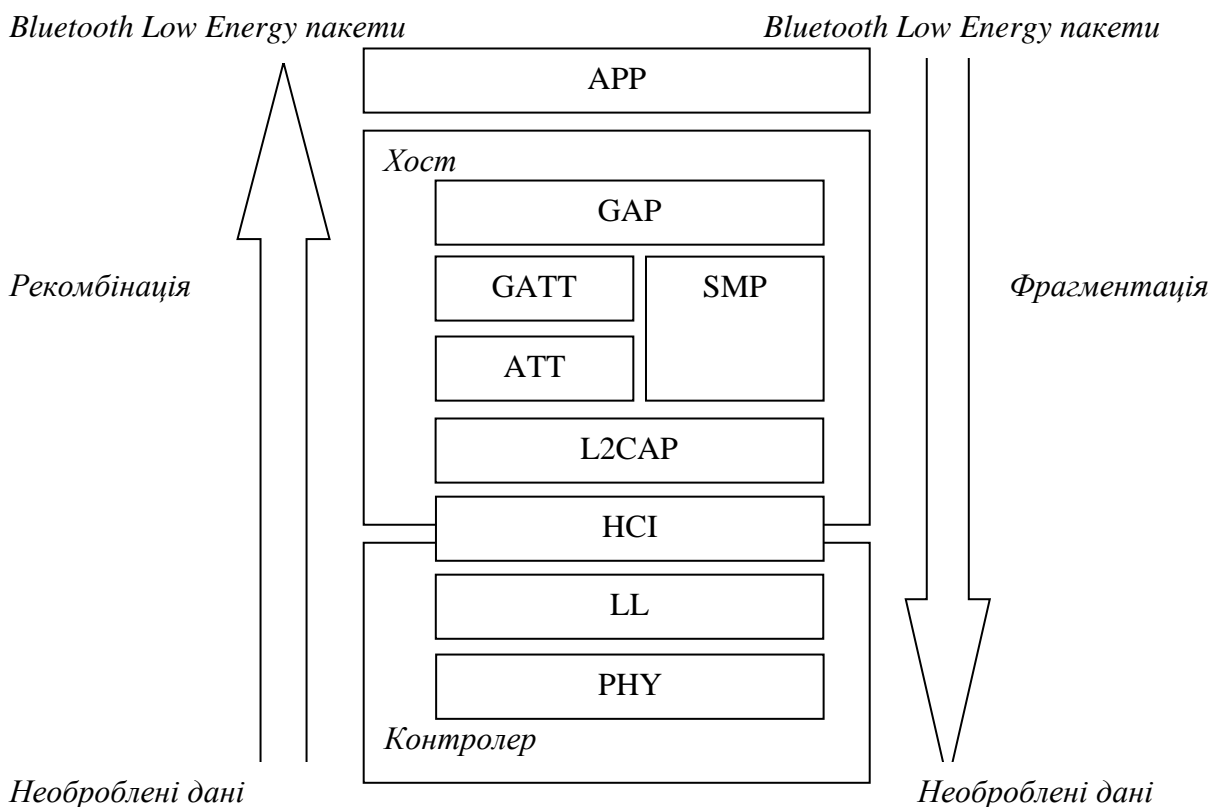 Bluetooth Low Energy пакети
Bluetooth Low Energy пакети
APP
Хост
GAP
GATT
SMP
Рекомбінація
Фрагментація
ATT
L2CAP
HCI
LL
PHY
Контролер
Необроблені дані
Необроблені дані